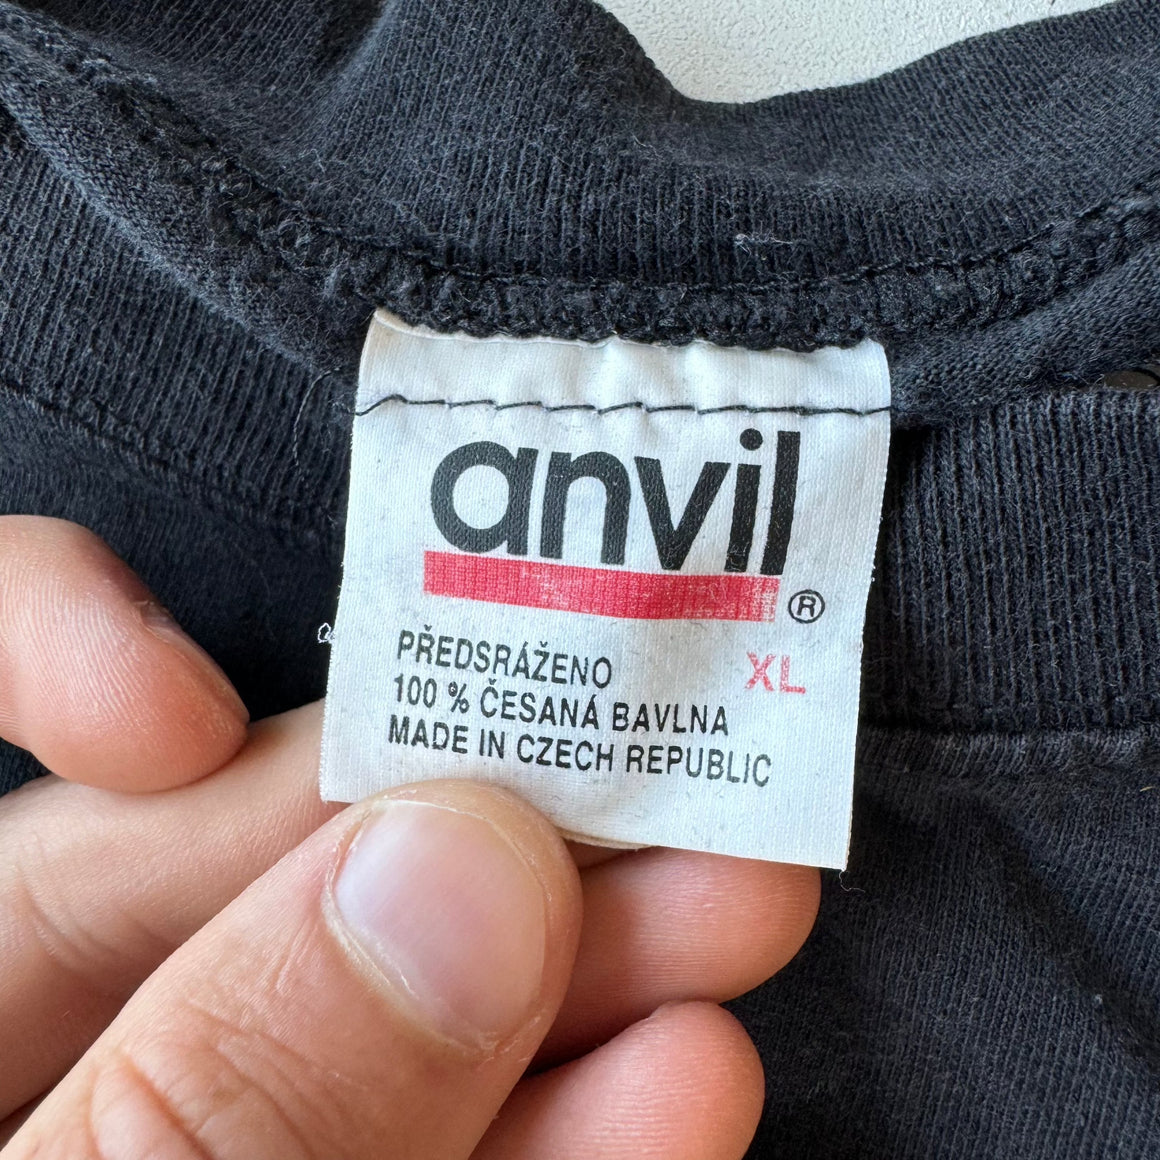 anvil ®
XL
PŘEDSRÁŽENO
100 % ČESANÁ BAVLNA
MADE IN CZECH REPUBLIC